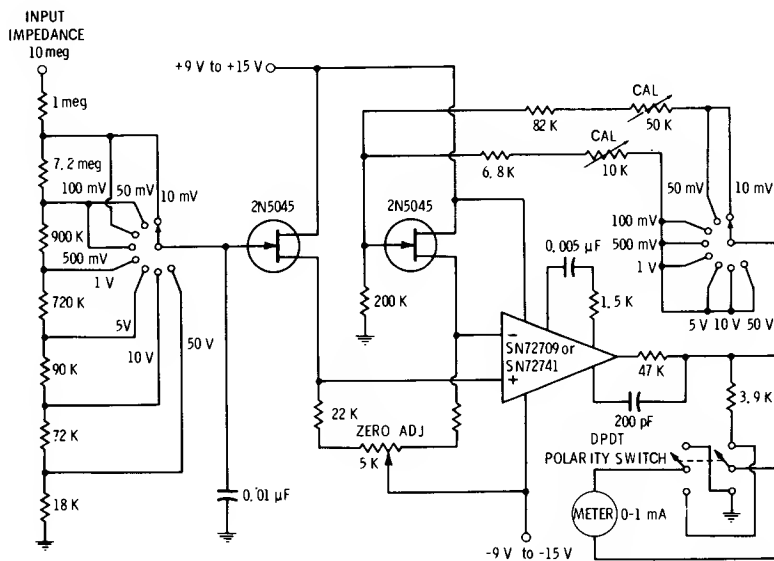 INPUT
IMPEDANCE
10 meg
1 meg
7.2 meg
100 mV
50 mV
10 mV
900 K
500 mV
1 V
720 K
5V
10 V
50 V
90 K
72 K
18 K
0.01 µF
+9 V to +15 V
2N5045
2N5045
CAL
82 K
50 K
CAL
6.8K
10 K
50 mV
10 mV
100 mV
500 mV
1 V
5 V 10 V 50 V
200 K
0.005 µF
1.5K
SN72709 or
SN72741
−
+
47 K
200 pF
3.9K
22 K
ZERO ADJ
5 K
DPDT
POLARITY SWITCH
METER
0-1 mA
-9V to -15 V